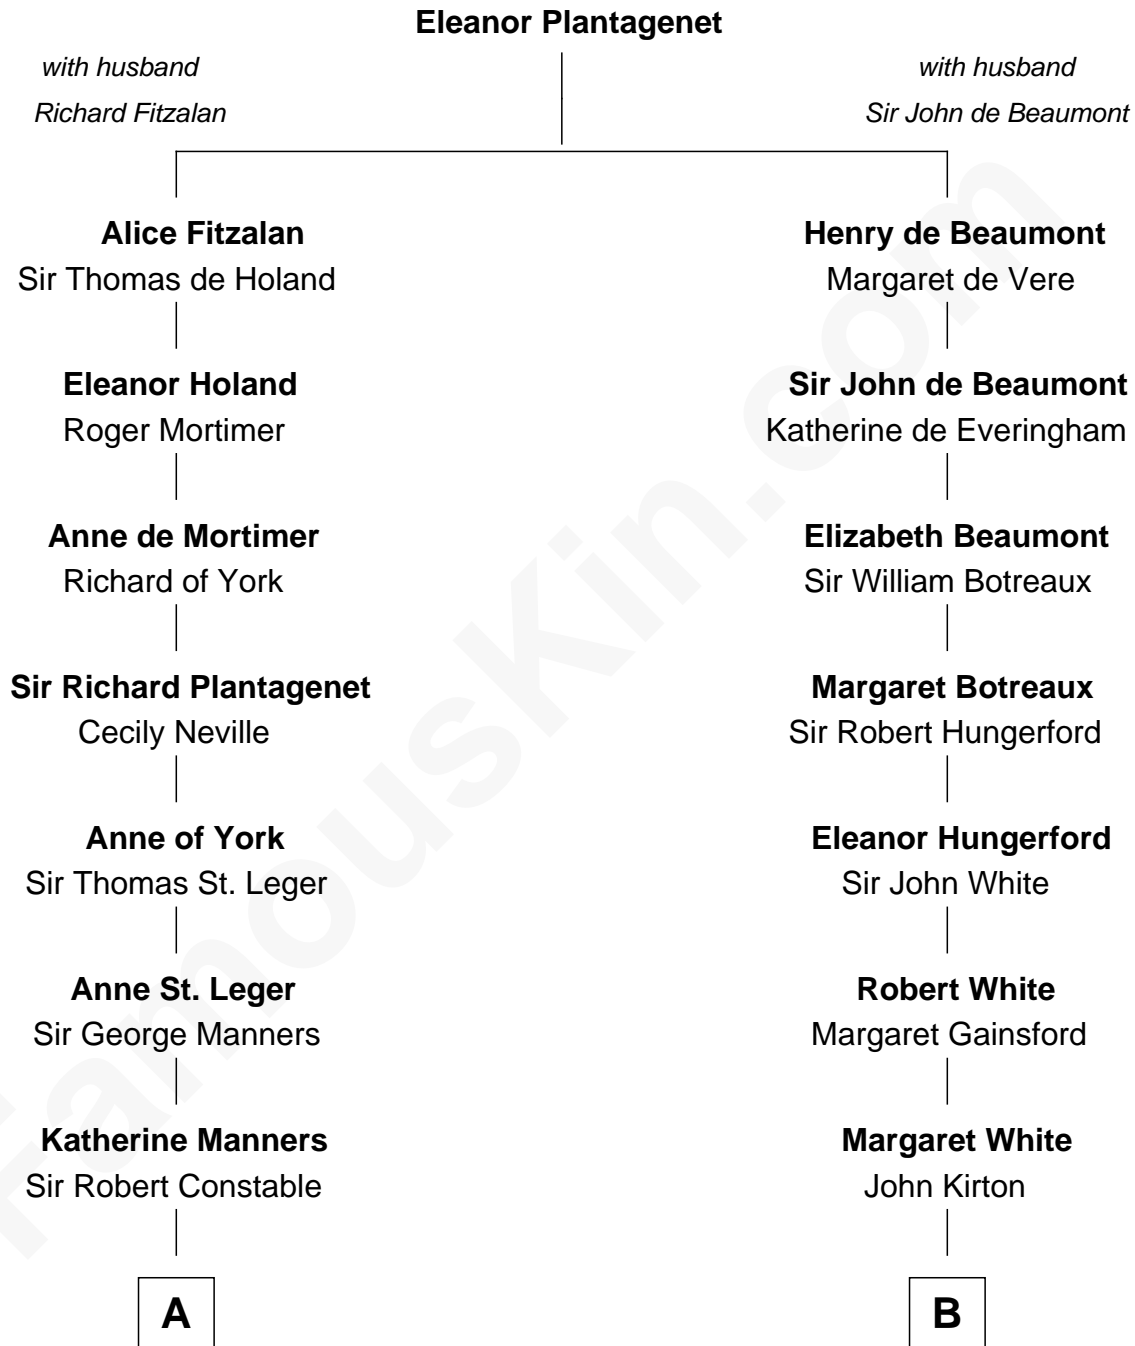 Eleanor Plantagenet
with husband
Richard Fitzalan
with husband
Sir John de Beaumont
Alice Fitzalan
Sir Thomas de Holand
Henry de Beaumont
Margaret de Vere
Eleanor Holand
Roger Mortimer
Sir John de Beaumont
Katherine de Everingham
Anne de Mortimer
Richard of York
Elizabeth Beaumont
Sir William Botreaux
Sir Richard Plantagenet
Cecily Neville
Margaret Botreaux
Sir Robert Hungerford
Anne of York
Sir Thomas St. Leger
Eleanor Hungerford
Sir John White
Anne St. Leger
Sir George Manners
Robert White
Margaret Gainsford
Katherine Manners
Sir Robert Constable
Margaret White
John Kirton
A
B
FamousKin.com